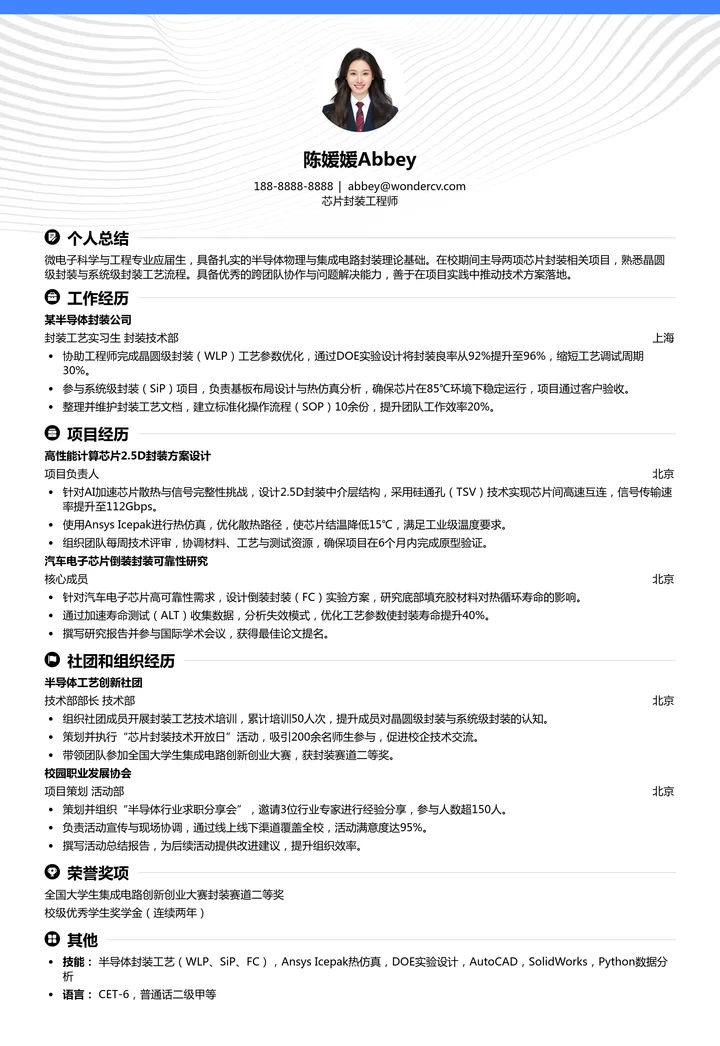 陈媛媛Abbey
188-8888-8888 | abbey@wondercv.com
芯片封装工程师
个人总结
微电子科学与工程专业应届生，具备扎实的半导体物理与集成电路封装理论基础。在校期间主导两项芯片封装相关项目，熟悉晶圆
级封装与系统级封装工艺流程。具备优秀的跨团队协作与问题解决能力，善于在项目实践中推动技术方案落地。
工作经历
某半导体封装公司
封装工艺实习生 封装技术部 上海
• 协助工程师完成晶圆级封装（WLP）工艺参数优化，通过DOE实验设计将封装良率从92%提升至96%，缩短工艺调试周期
30%。
• 参与系统级封装（SiP）项目，负责基板布局设计与热仿真分析，确保芯片在85℃环境下稳定运行，项目通过客户验收。
• 整理并维护封装工艺文档，建立标准化操作流程（SOP）10余份，提升团队工作效率20%。
项目经历
高性能计算芯片2.5D封装方案设计
项目负责人 北京
• 针对AI加速芯片散热与信号完整性挑战，设计2.5D封装中介层结构，采用硅通孔（TSV）技术实现芯片间高速互连，信号传输速
率提升至112Gbps。
• 使用Ansys Icepak进行热仿真，优化散热路径，使芯片结温降低15℃，满足工业级温度要求。
• 组织团队每周技术评审，协调材料、工艺与测试资源，确保项目在6个月内完成原型验证。
汽车电子芯片倒装封装可靠性研究
核心成员 北京
• 针对汽车电子芯片高可靠性需求，设计倒装封装（FC）实验方案，研究底部填充胶材料对热循环寿命的影响。
• 通过加速寿命测试（ALT）收集数据，分析失效模式，优化工艺参数使封装寿命提升40%。
• 撰写研究报告并参与国际学术会议，获得最佳论文提名。
社团和组织经历
半导体工艺创新社团
技术部部长 技术部 北京
• 组织社团成员开展封装工艺技术培训，累计培训50人次，提升成员对晶圆级封装与系统级封装的认知。
• 策划并执行“芯片封装技术开放日”活动，吸引200余名师生参与，促进校企技术交流。
• 带领团队参加全国大学生集成电路创新创业大赛，获封装赛道二等奖。
校园职业发展协会
项目策划 活动部 北京
• 策划并组织“半导体行业求职分享会”，邀请3位行业专家进行经验分享，参与人数超150人。
• 负责活动宣传与现场协调，通过线上线下渠道覆盖全校，活动满意度达95%。
• 撰写活动总结报告，为后续活动提供改进建议，提升组织效率。
荣誉奖项
全国大学生集成电路创新创业大赛封装赛道二等奖
校级优秀学生奖学金（连续两年）
其他
• 技能： 半导体封装工艺（WLP、SiP、FC），Ansys Icepak热仿真，DOE实验设计，AutoCAD，SolidWorks，Python数据分
析
• 语言： CET-6，普通话二级甲等